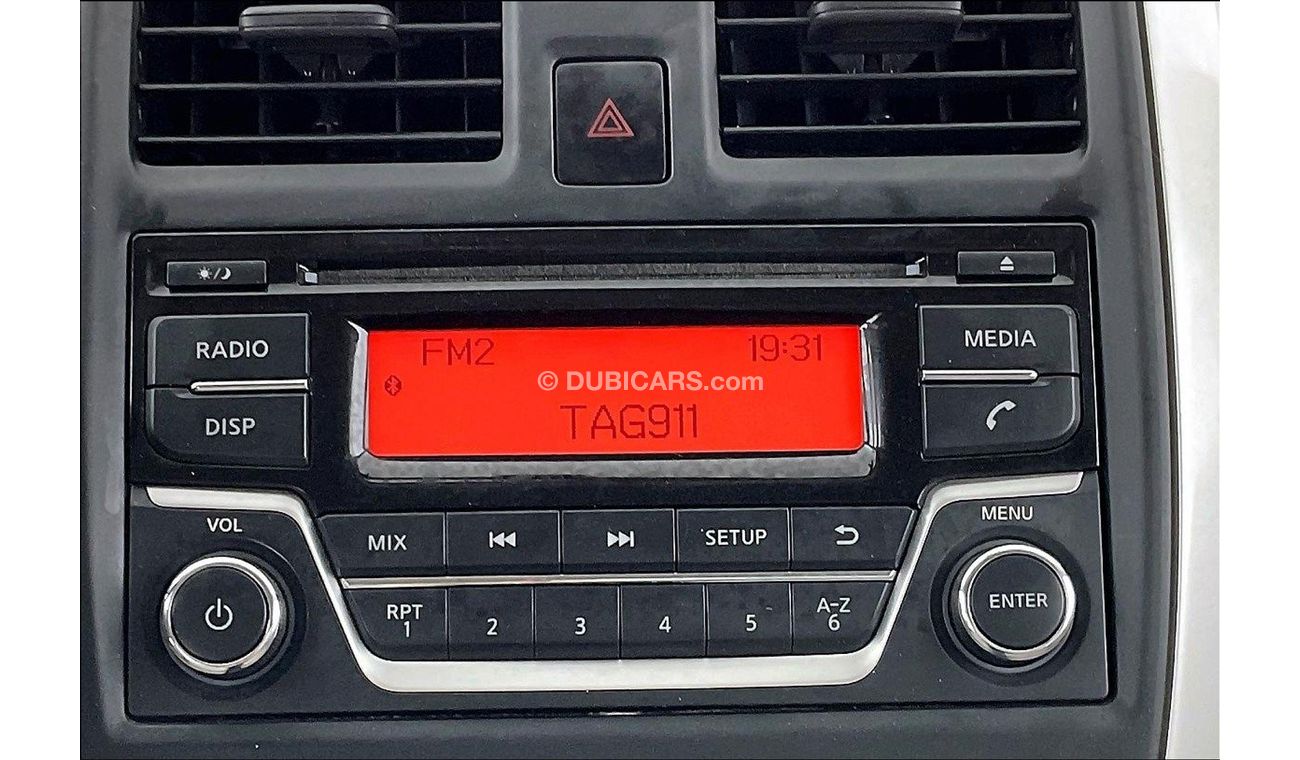 RADIO
DISP
FM2 19:31
© DUBICARS.com
TAG911
MEDIA
VOL
MIX
SETUP
MENU
RPT
1
2
3
4
5
A-Z
6
ENTER